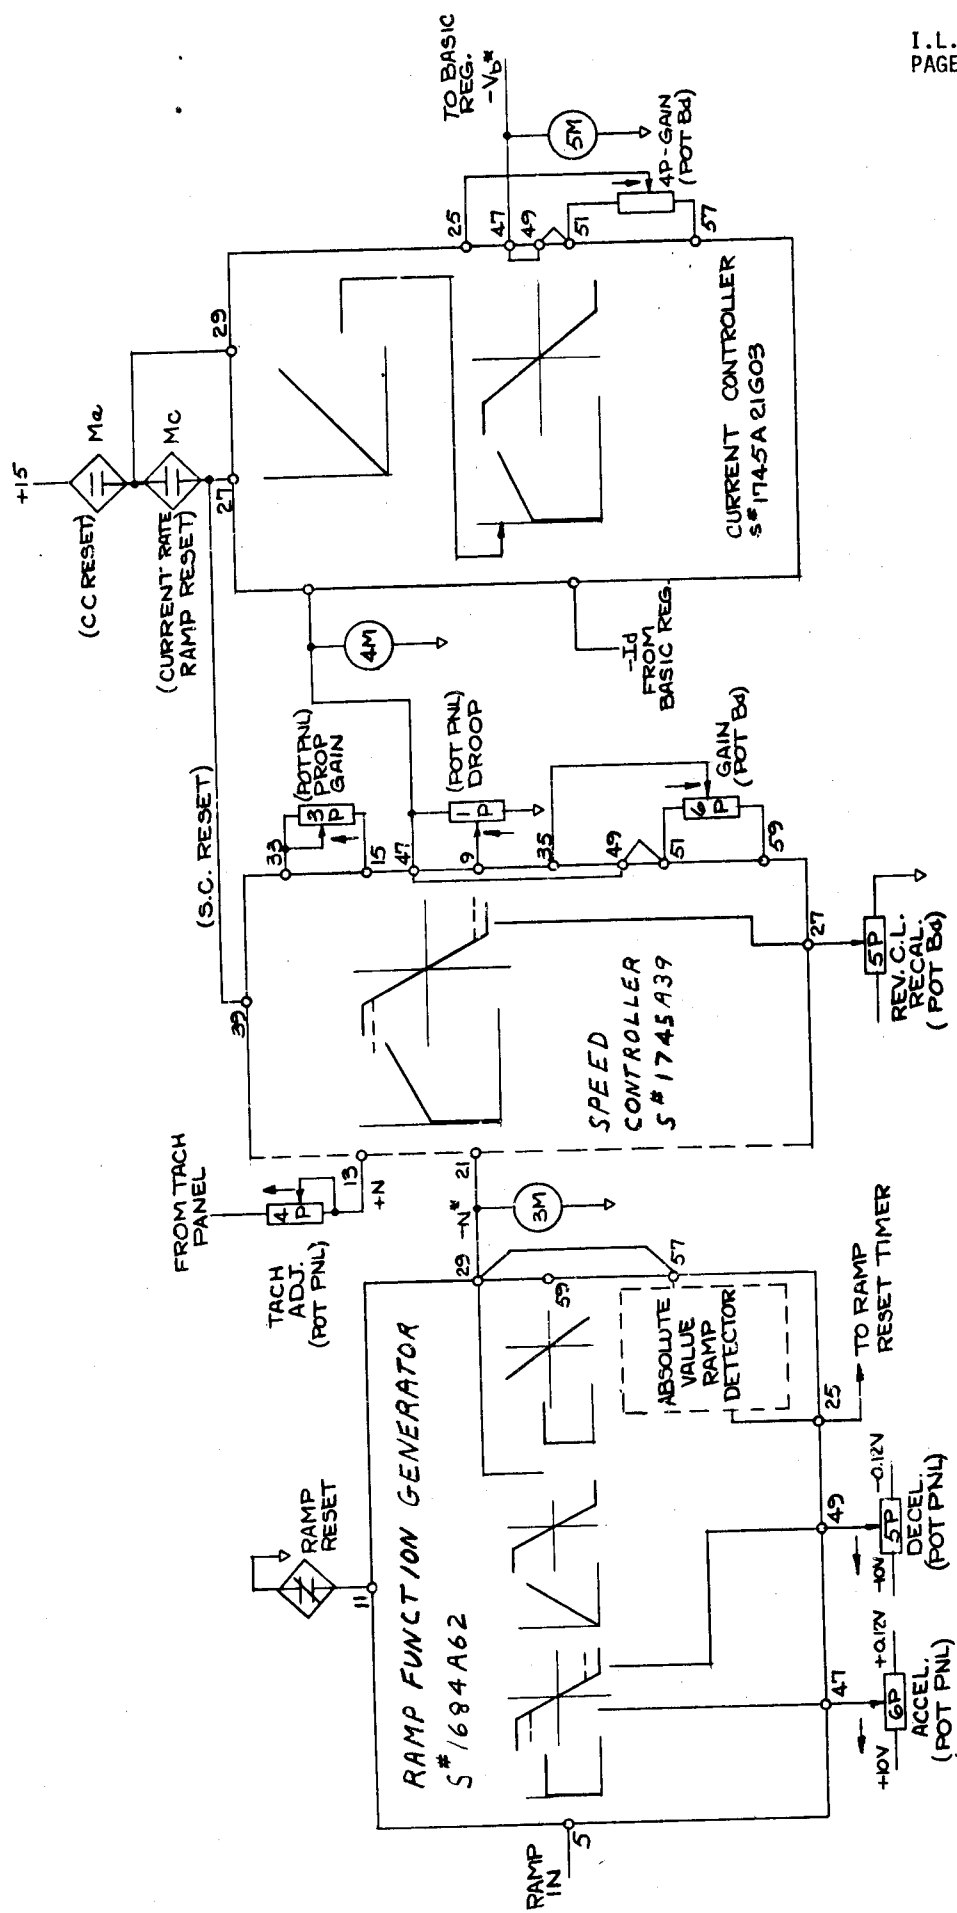 I.L.
PAGE
+15
Ma
(CC RESET)
Mc
(CURRENT RATE
RAMP RESET)
27
29
(S.C. RESET)
TO BASIC
REG.
-Vb*
5M
25
47
49
51
57
4P-GAIN
(POT Bd)
CURRENT CONTROLLER
S#1745A21G03
4M
-Id
FROM
BASIC REG.
(POT PNL)
3P
PROP
GAIN
33
15
47
9
35
49
51
59
(POT PNL)
1P
DROOP
6P
GAIN
(POT Bd)
39
SPEED
CONTROLLER
S#1745A39
27
5P
REV. C.L.
RECAL.
(POT Bd)
FROM TACH
PANEL
4P
TACH
ADJ.
(POT PNL)
13
+N
21
-N*
3M
29
59
57
RAMP
RESET
11
RAMP FUNCTION GENERATOR
S#1684A62
ABSOLUTE
VALUE
RAMP
DETECTOR
25
TO RAMP
RESET TIMER
RAMP
IN
5
47
+10V
6P
+0.12V
ACCEL.
(POT PNL)
49
-10V
5P
-0.12V
DECEL.
(POT PNL)